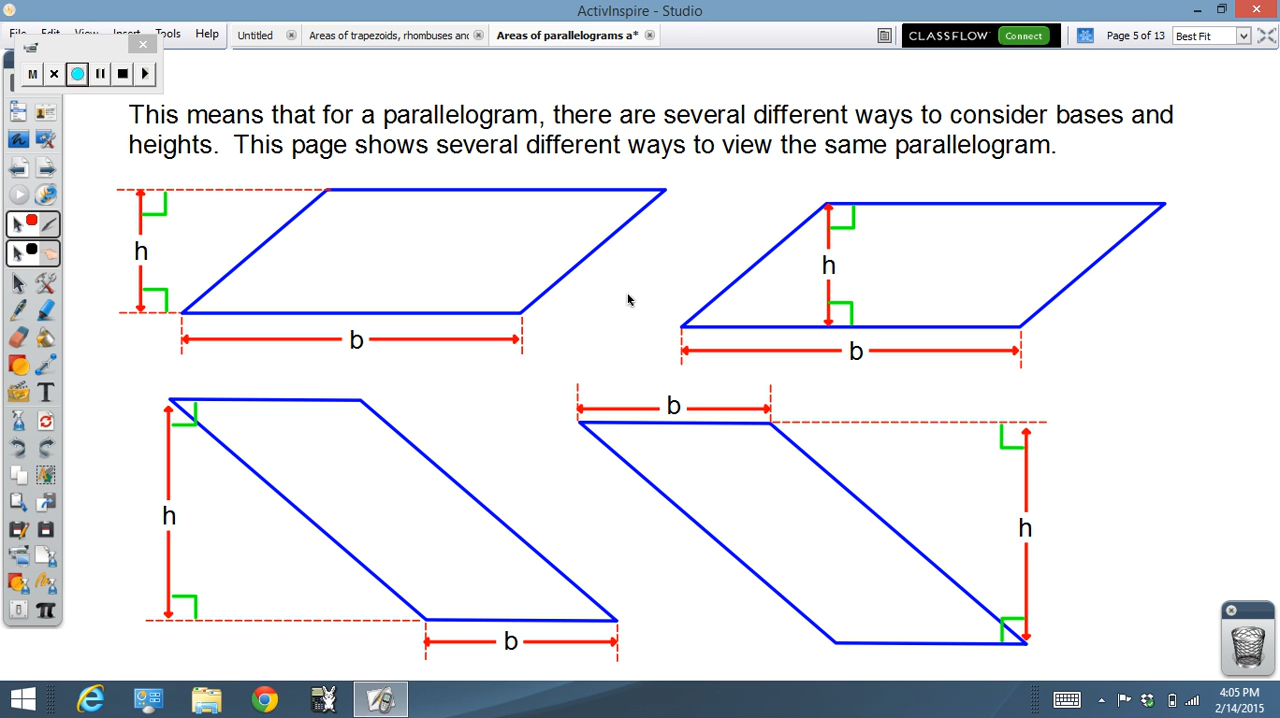 ActivInspire - Studio
File Edit View Insert Tools Help
Untitled
Areas of trapezoids, rhombuses and
Areas of parallelograms a*
CLASSFLOW Connect
Page 5 of 13
Best Fit
M
This means that for a parallelogram, there are several different ways to consider bases and
heights. This page shows several different ways to view the same parallelogram.
h
b
h
b
h
b
b
h
T
π
4:05 PM
2/14/2015